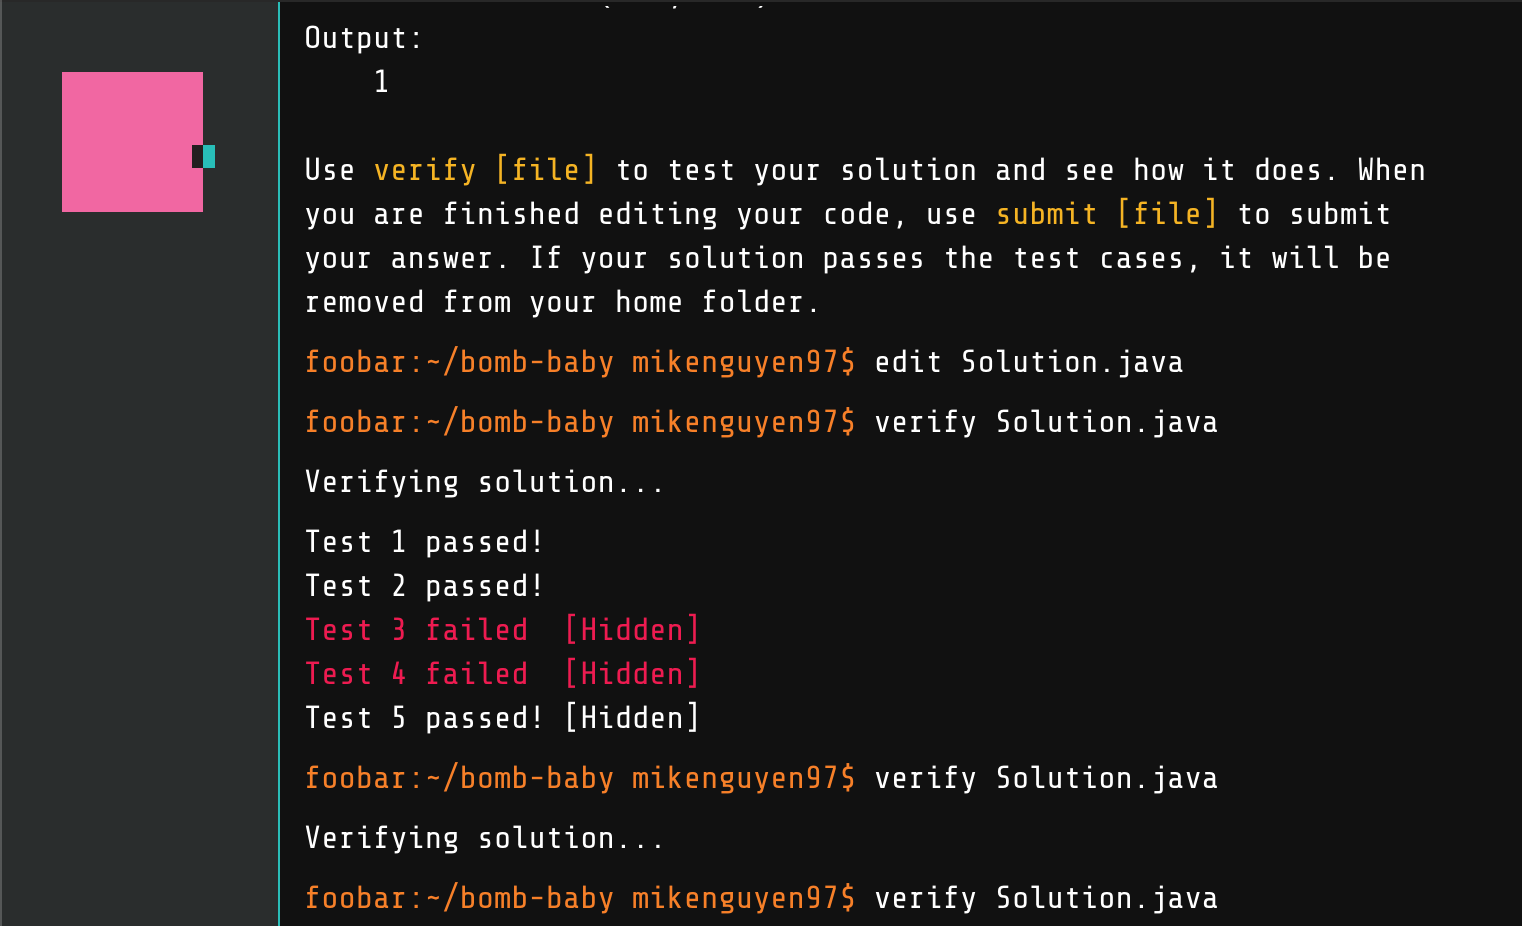 Output:
1
Use verify [file] to test your solution and see how it does. When
you are finished editing your code, use submit [file] to submit
your answer. If your solution passes the test cases, it will be
removed from your home folder.
foobar:~/bomb-baby mikenguyen97$ edit Solution.java
foobar:~/bomb-baby mikenguyen97$ verify Solution.java
Verifying solution...
Test 1 passed!
Test 2 passed!
Test 3 failed  [Hidden]
Test 4 failed  [Hidden]
Test 5 passed! [Hidden]
foobar:~/bomb-baby mikenguyen97$ verify Solution.java
Verifying solution...
foobar:~/bomb-baby mikenguyen97$ verify Solution.java